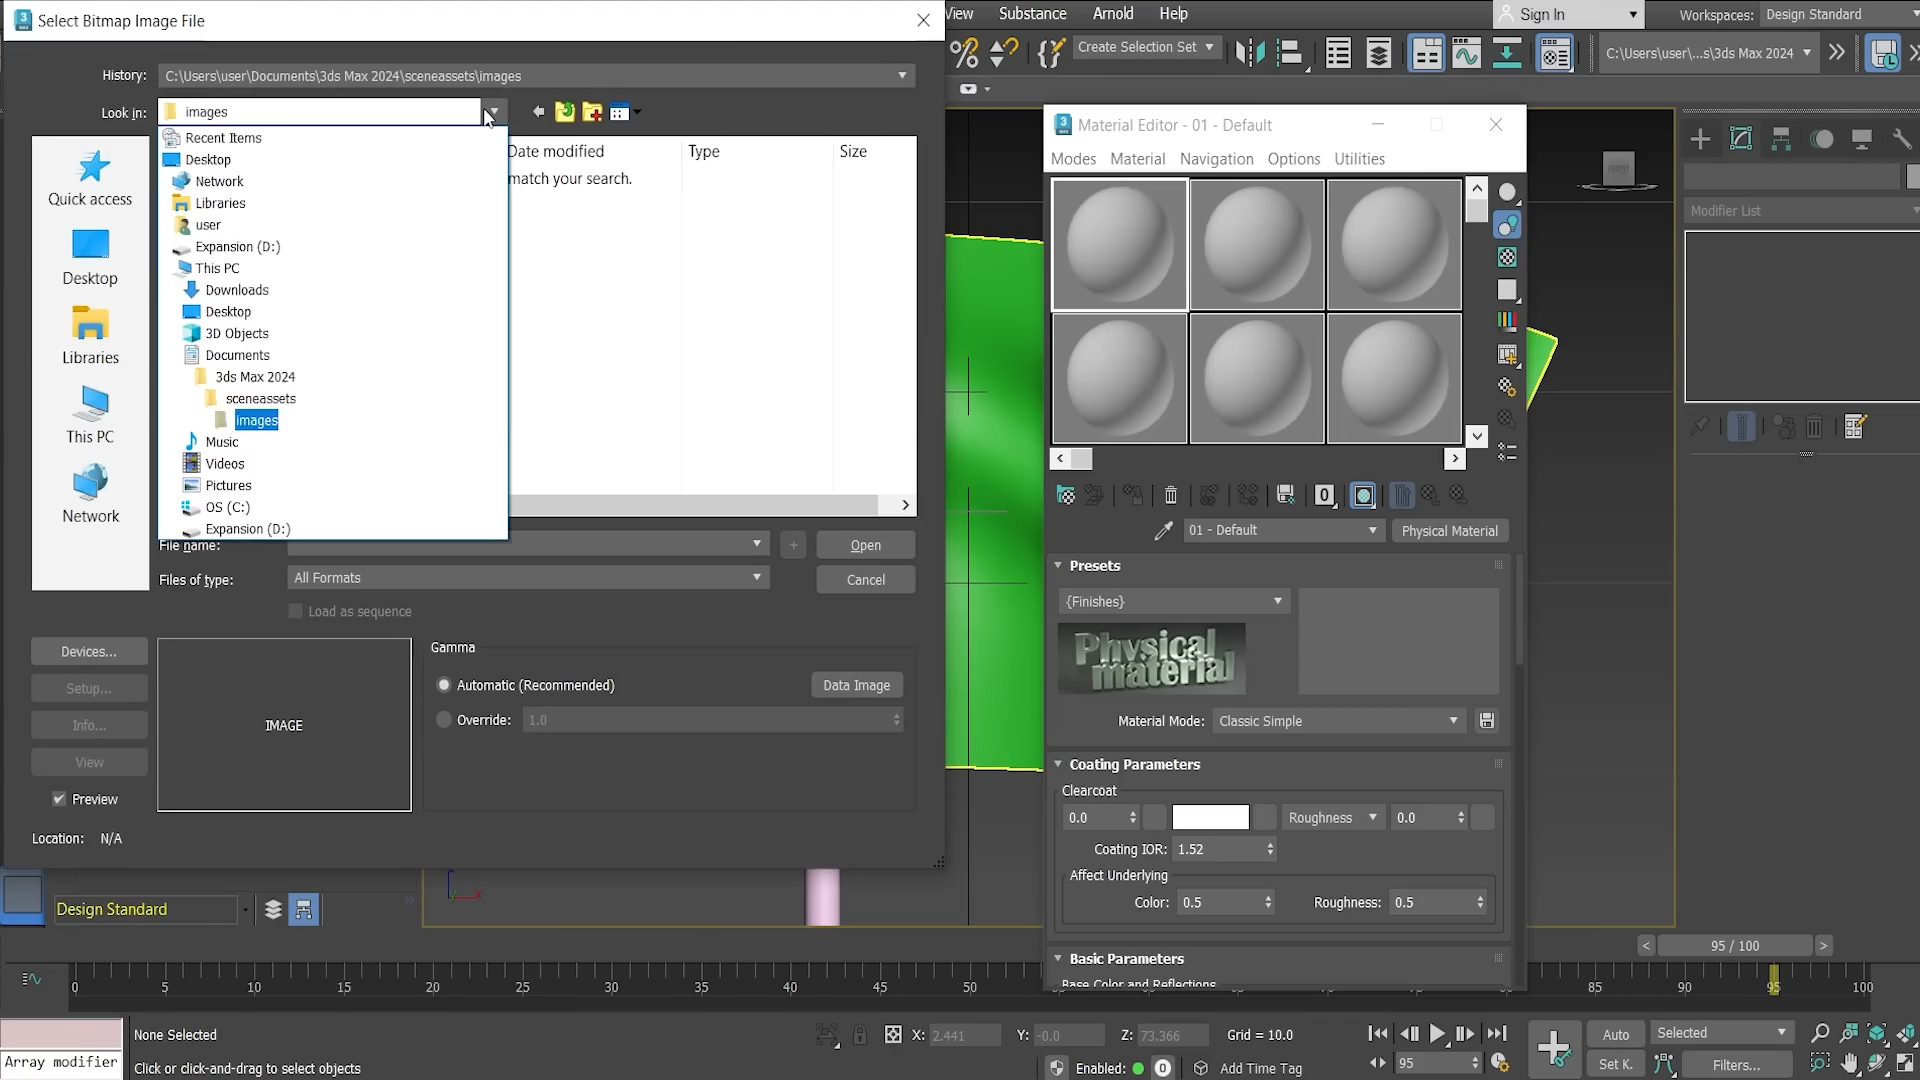 Select Bitmap Image File
View
Substance
Arnold
Help
Sign In
Workspaces: Design Standard
History: C:\Users\user\Documents\3ds Max 2024\sceneassets\images
Create Selection Set
C:\Users\user\...s\3ds Max 2024
Look in: images
Recent Items
Desktop
Network
Libraries
user
Expansion (D:)
This PC
Downloads
Desktop
3D Objects
Documents
3ds Max 2024
sceneassets
images
Music
Videos
Pictures
OS (C:)
Expansion (D:)
Date modified
Type
Size
match your search.
Quick access
Desktop
Libraries
This PC
Network
File name:
Open
Files of type: All Formats
Cancel
Load as sequence
Devices...
Setup...
Info...
View
Preview
IMAGE
Gamma
Automatic (Recommended)
Data Image
Override: 1.0
Location: N/A
Material Editor - 01 - Default
Modes Material Navigation Options Utilities
0
01 - Default
Physical Material
Presets
{Finishes}
Physical
material
Material Mode: Classic Simple
Coating Parameters
Clearcoat
0.0
Roughness
0.0
Coating IOR: 1.52
Affect Underlying
Color: 0.5
Roughness: 0.5
Basic Parameters
Base Color and Reflections
FRONT
Modifier List
Design Standard
95 / 100
0 5 10 15 20 25 30 35 40 45 50 85 90 95 100
None Selected
X: 2.441
Y: -0.0
Z: 73.366
Grid = 10.0
Auto
Selected
Array modifier
Click or click-and-drag to select objects
Enabled:
0
Add Time Tag
95
Set K.
Filters...